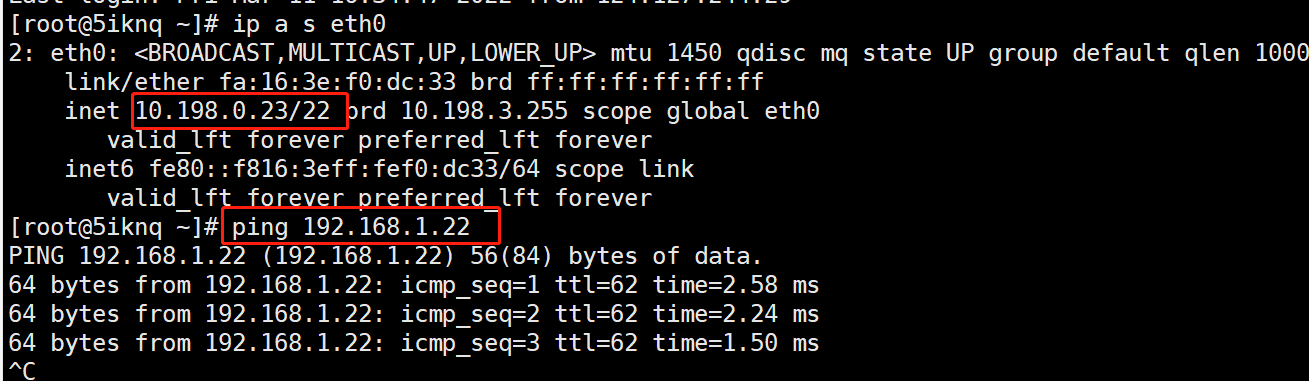 [root@5iknq ~]# ip a s eth0
2: eth0: <BROADCAST,MULTICAST,UP,LOWER_UP> mtu 1450 qdisc mq state UP group default qlen 1000
link/ether fa:16:3e:f0:dc:33 brd ff:ff:ff:ff:ff:ff
inet 10.198.0.23/22 brd 10.198.3.255 scope global eth0
valid_lft forever preferred_lft forever
inet6 fe80::f816:3eff:fef0:dc33/64 scope link
valid_lft forever preferred_lft forever
[root@5iknq ~]# ping 192.168.1.22
PING 192.168.1.22 (192.168.1.22) 56(84) bytes of data.
64 bytes from 192.168.1.22: icmp_seq=1 ttl=62 time=2.58 ms
64 bytes from 192.168.1.22: icmp_seq=2 ttl=62 time=2.24 ms
64 bytes from 192.168.1.22: icmp_seq=3 ttl=62 time=1.50 ms
^C